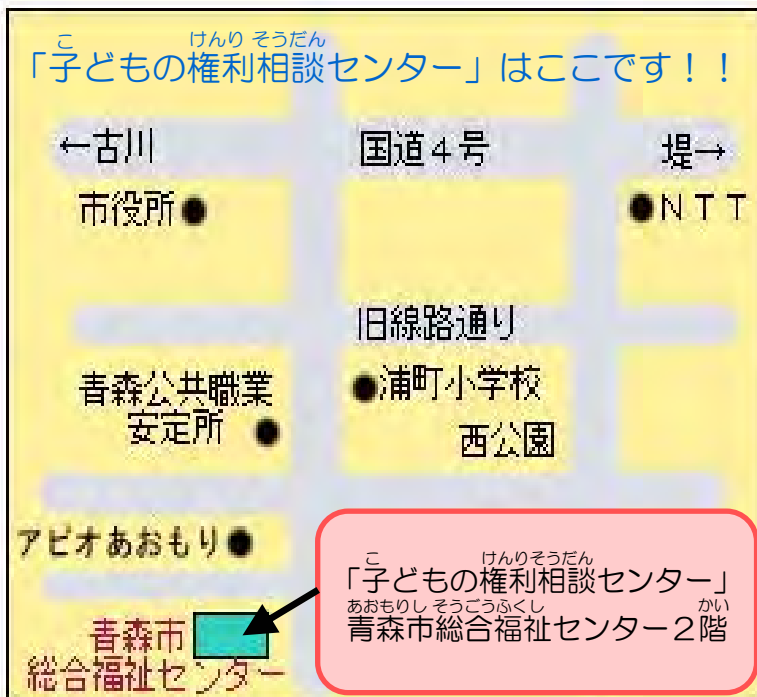 こ けんり そうだん
「子どもの権利相談センター」はここです！！
←古川 国道４号 堤→
市役所 ＮＴＴ
旧線路通り
青森公共職業
安定所
浦町小学校
西公園
アピオあおもり
こ けんりそうだん
「子どもの権利相談センター」
あおもりし そうごうふくし かい
青森市総合福祉センター２階
青森市
総合福祉センター